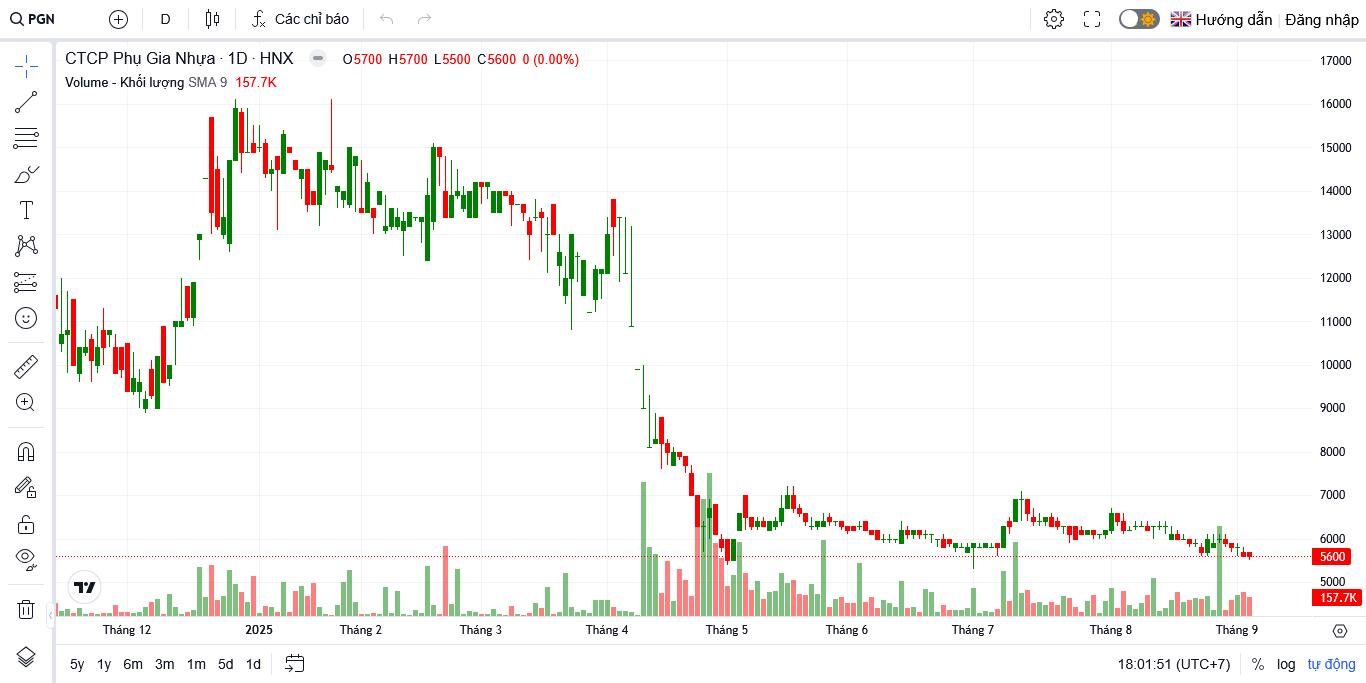 PGN D Các chỉ báo Hướng dẫn Đăng nhập
CTCP Phụ Gia Nhựa · 1D · HNX O5700 H5700 L5500 C5600 0 (0.00%)
Volume - Khối lượng SMA 9 157.7K
17000
16000
15000
14000
13000
12000
11000
10000
9000
8000
7000
6000
5600
5000
157.7K
Tháng 12 2025 Tháng 2 Tháng 3 Tháng 4 Tháng 5 Tháng 6 Tháng 7 Tháng 8 Tháng 9
5y 1y 6m 3m 1m 5d 1d 18:01:51 (UTC+7) % log tự động